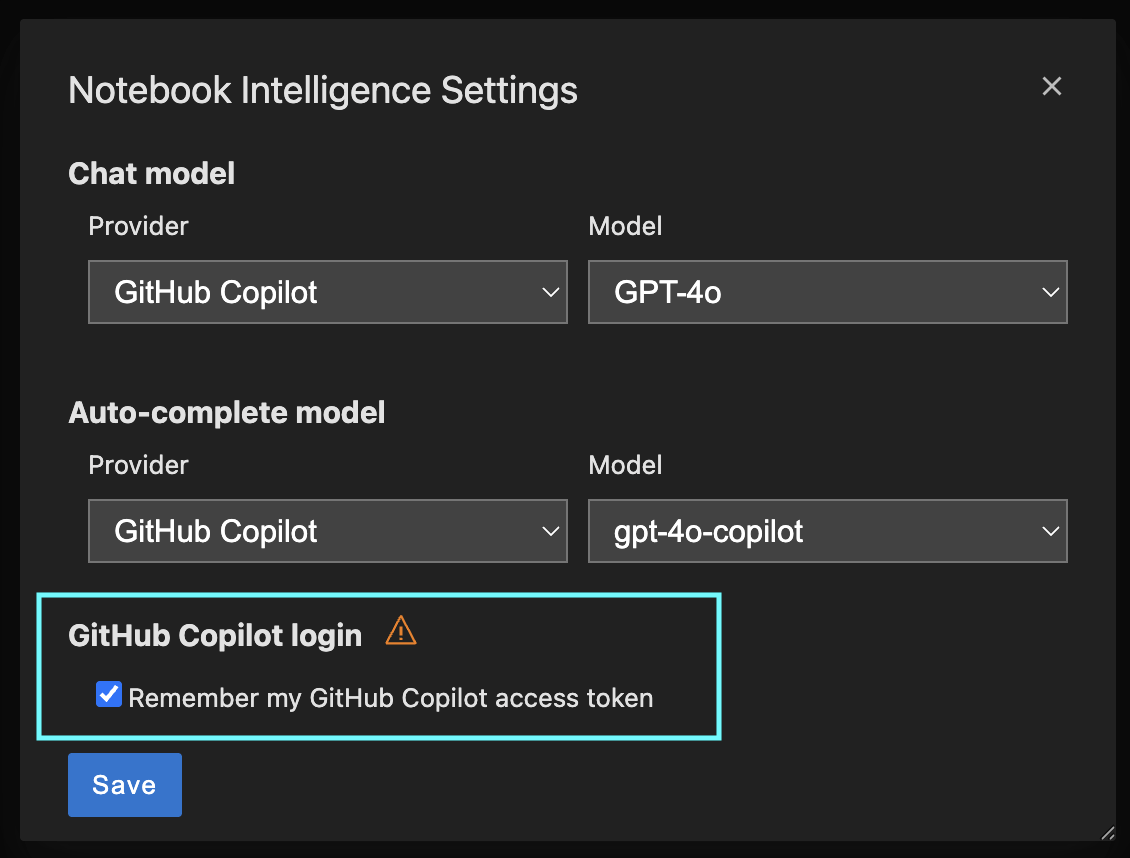 Notebook Intelligence Settings
Chat model
Provider
Model
GitHub Copilot
GPT-4o
Auto-complete model
Provider
Model
GitHub Copilot
gpt-4o-copilot
GitHub Copilot login
Remember my GitHub Copilot access token
Save